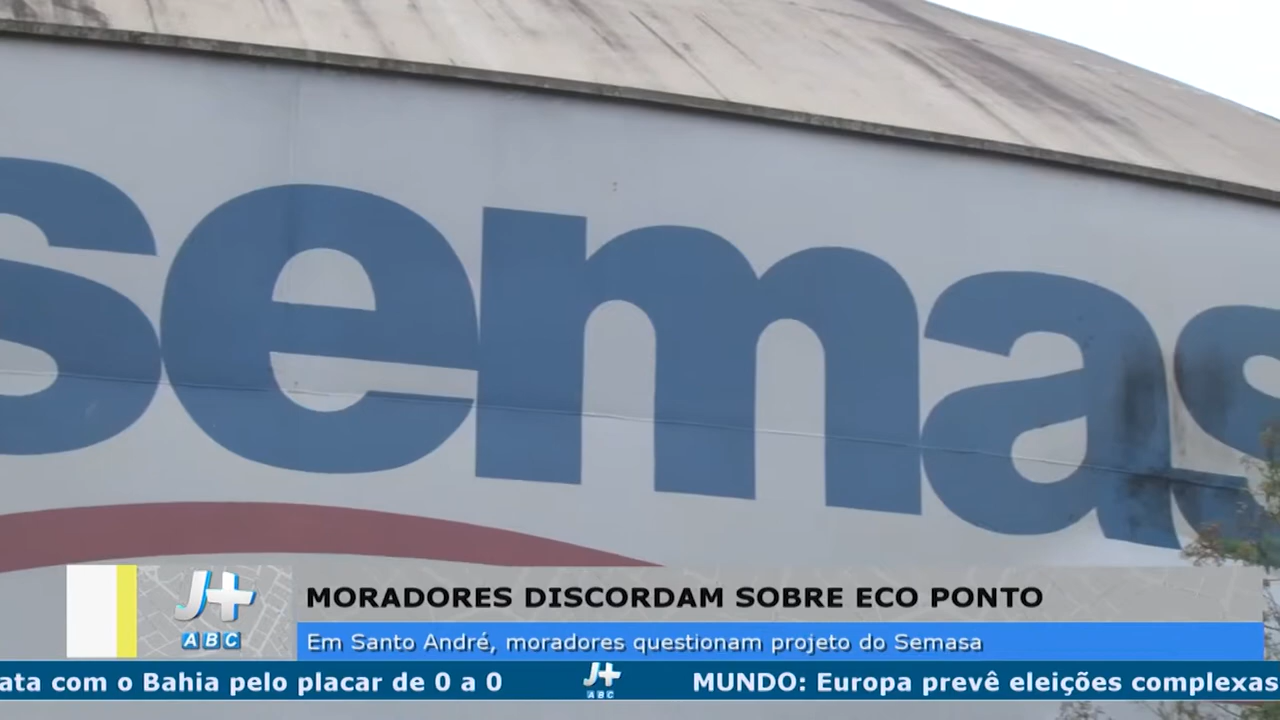 semas
J+
ABC
MORADORES DISCORDAM SOBRE ECO PONTO
Em Santo André, moradores questionam projeto do Semasa
ata com o Bahia pelo placar de 0 a 0
J+
ABC
MUNDO: Europa prevê eleições complexas